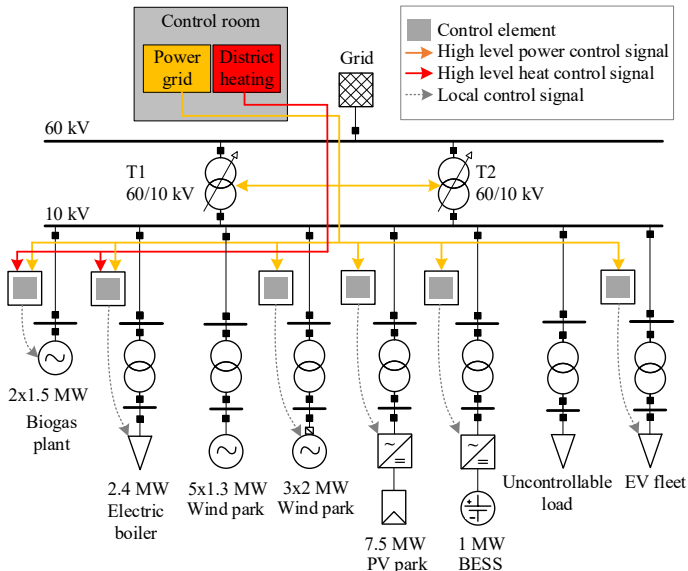 Control room
Power
grid
District
heating
Grid
Control element
High level power control signal
High level heat control signal
Local control signal
60 kV
T1
60/10 kV
T2
60/10 kV
10 kV
2x1.5 MW
Biogas
plant
2.4 MW
Electric
boiler
5x1.3 MW
Wind park
3x2 MW
Wind park
7.5 MW
PV park
1 MW
BESS
Uncontrollable
load
EV fleet